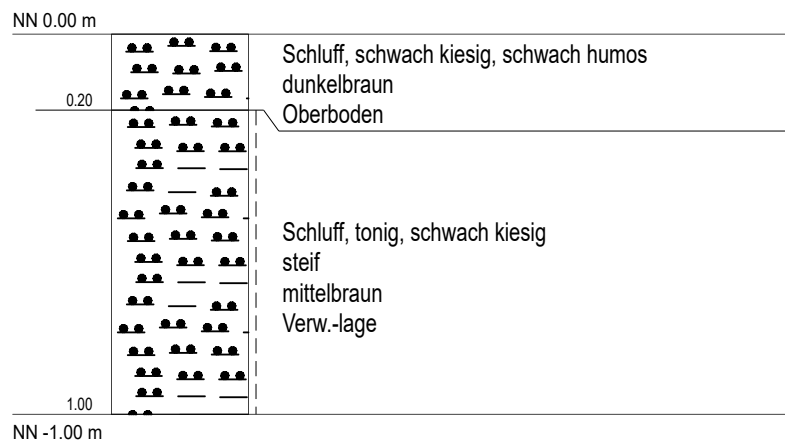 NN 0.00 m
Schluff, schwach kiesig, schwach humos
dunkelbraun
0.20
Oberboden
Schluff, tonig, schwach kiesig
steif
mittelbraun
Verw.-lage
1.00
NN -1.00 m